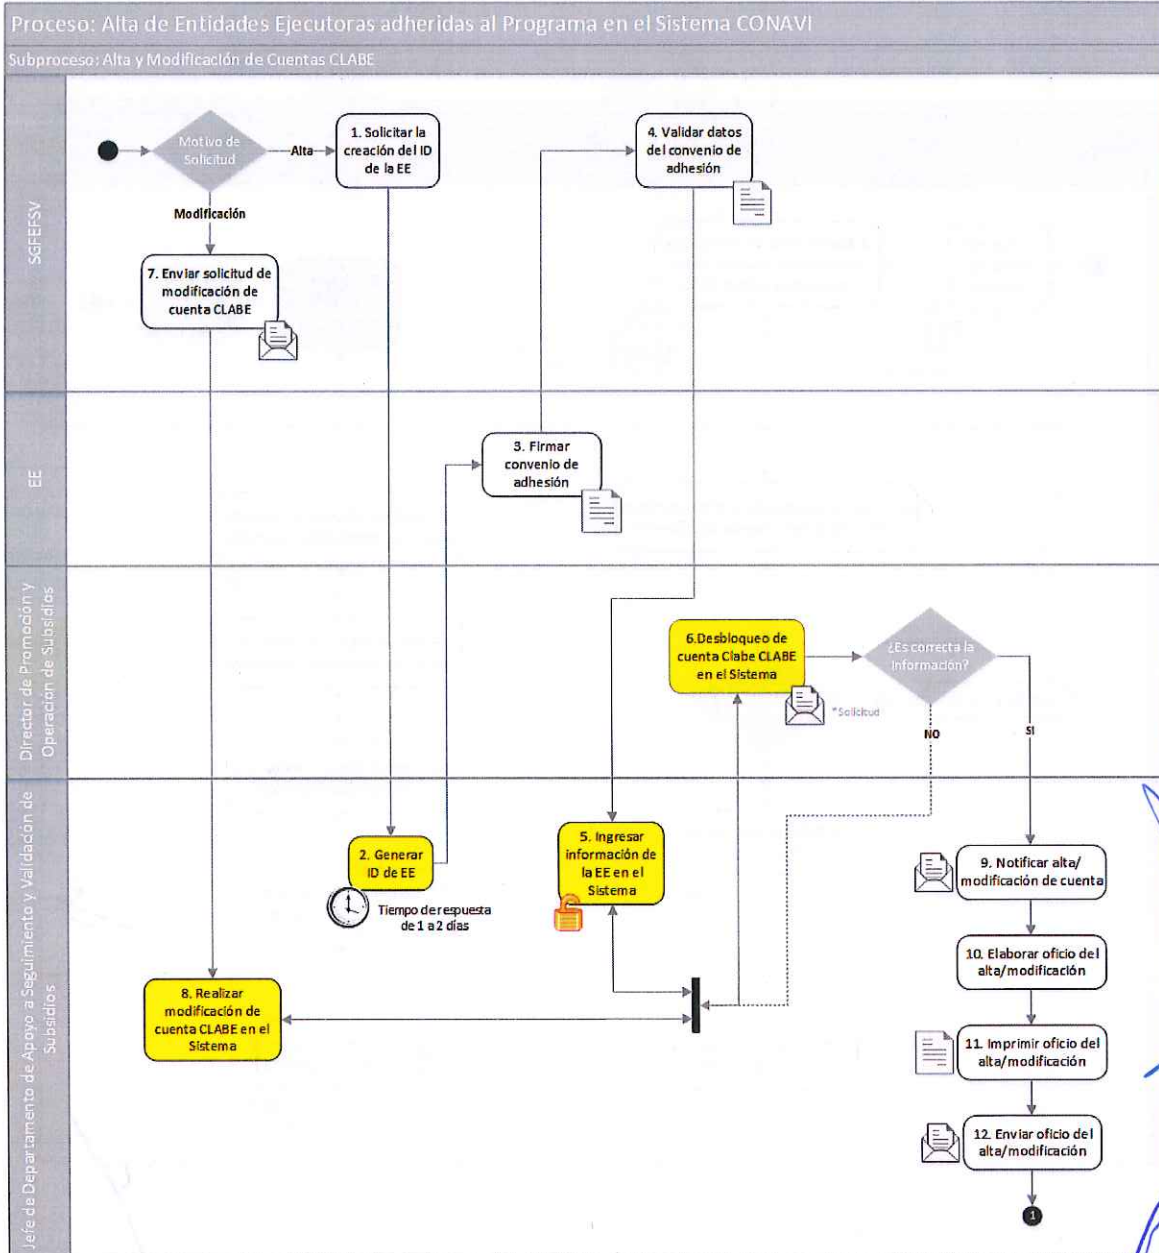 Proceso: Alta de Entidades Ejecutoras adheridas al Programa en el Sistema CONAVI
Subproceso: Alta y Modificación de Cuentas CLABE
SGFEFSV
Motivo de
Solicitud
Alta
1. Solicitar la
creación del ID
de la EE
4. Validar datos
del convenio de
adhesión
Modificación
7. Enviar solicitud de
modificación de
cuenta CLABE
EE
3. Firmar
convenio de
adhesión
Director de Promoción y
Operación de Subsidios
6.Desbloqueo de
cuenta Clabe CLABE
en el Sistema
*Solicitud
¿Es correcta la
Información?
NO
SI
Jefe de Departamento de Apoyo a Seguimiento y Validación de
Subsidios
2. Generar
ID de EE
Tiempo de respuesta
de 1 a 2 días
5. Ingresar
información de
la EE en el
Sistema
8. Realizar
modificación de
cuenta CLABE en el
Sistema
9. Notificar alta/
modificación de cuenta
10. Elaborar oficio del
alta/modificación
11. Imprimir oficio del
alta/modificación
12. Enviar oficio del
alta/modificación
1